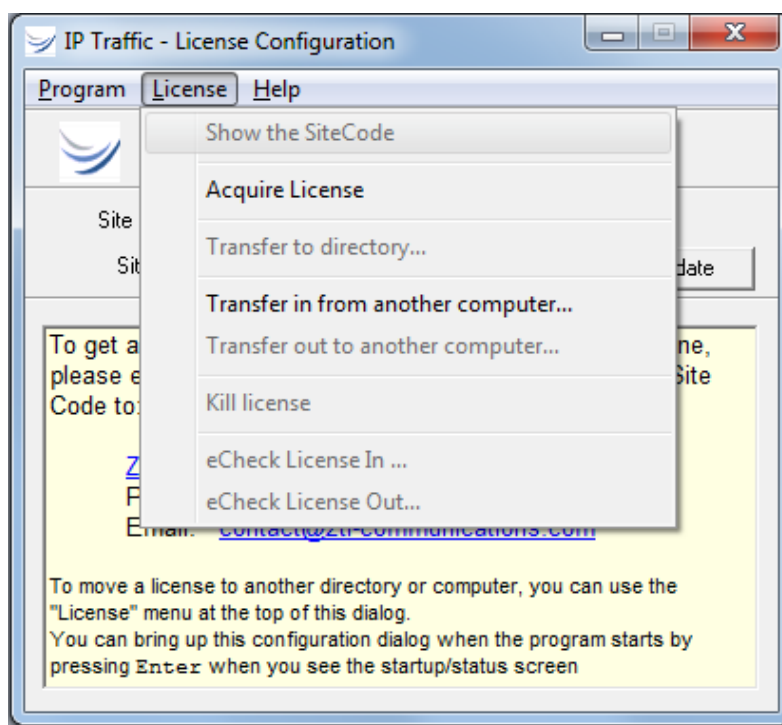 IP Traffic - License Configuration
Program License Help
Show the SiteCode
Acquire License
Site
Transfer to directory...
Transfer in from another computer...
To get a
Transfer out to another computer...
please
Site
Code to:
Kill license
eCheck License In ...
eCheck License Out...
Email: contact@zti-communications.com
To move a license to another directory or computer, you can use the
"License" menu at the top of this dialog.
You can bring up this configuration dialog when the program starts by
pressing Enter when you see the startup/status screen